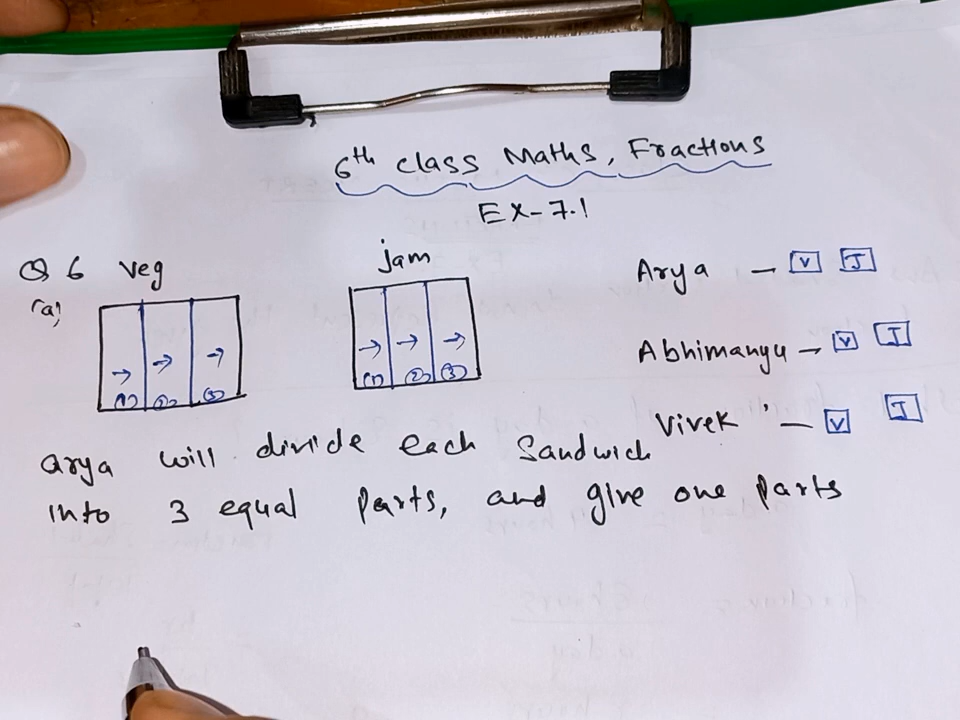 6th class Maths, Fractions
Ex-7.1
Q 6 veg jam
(a)
(1) (2) (3) (1) (2) (3)
Arya - V J
Abhimanyu - V J
Vivek - V J
arya will divide each Sandwich
into 3 equal parts, and give one parts